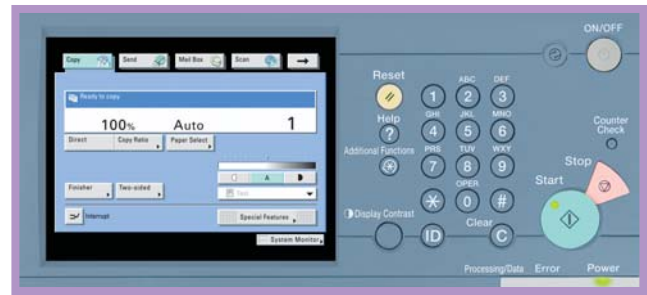 Copy Send Mail Box Scan
Ready to copy
100% Auto 1
Direct Copy Ratio Paper Select
A
Finisher Two-sided
Text
Interrupt Special Features
System Monitor
ON/OFF
Reset
ABC DEF
1 2 3
Help
GHI JKL MNO
? 4 5 6
Counter
Check
Additional Functions
PRS TUV WXY
7 8 9
Stop
OPER
Start
0 #
Display Contrast
Clear
ID C
Processing/Data Error Power